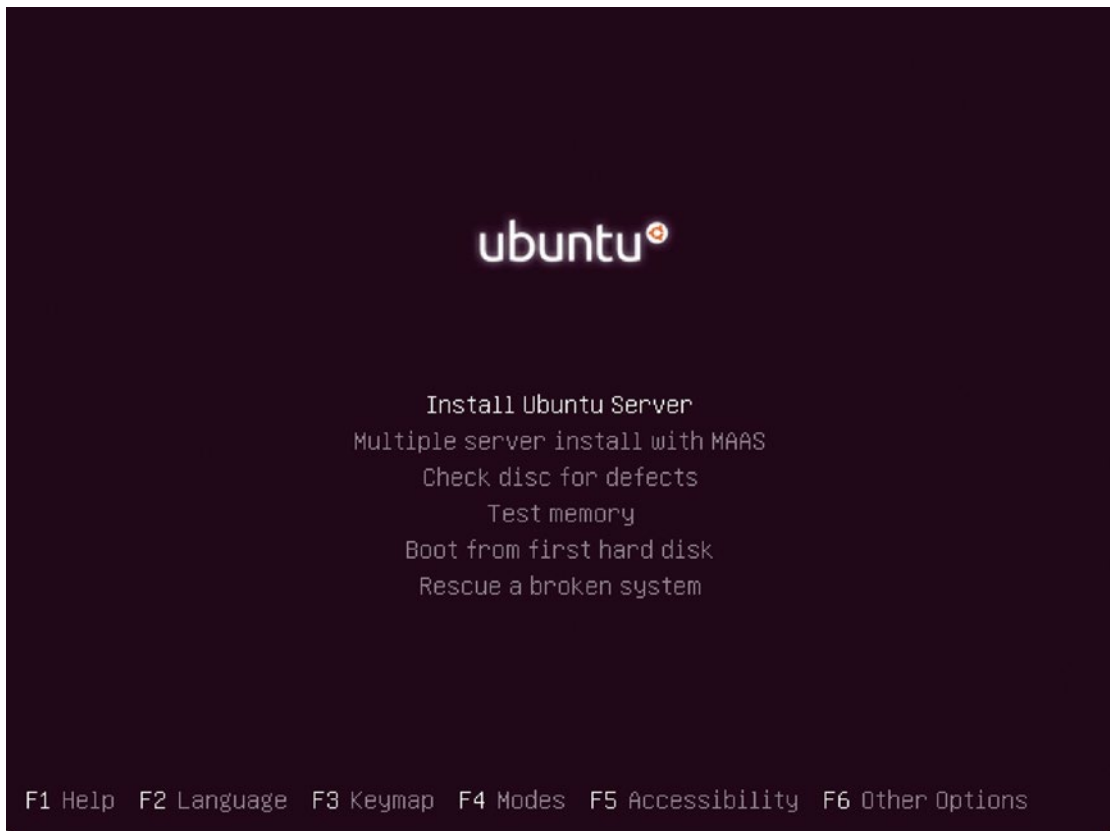 ubuntu
Install Ubuntu Server
Multiple server install with MAAS
Check disc for defects
Test memory
Boot from first hard disk
Rescue a broken system
F1 Help F2 Language F3 Keymap F4 Modes F5 Accessibility F6 Other Options